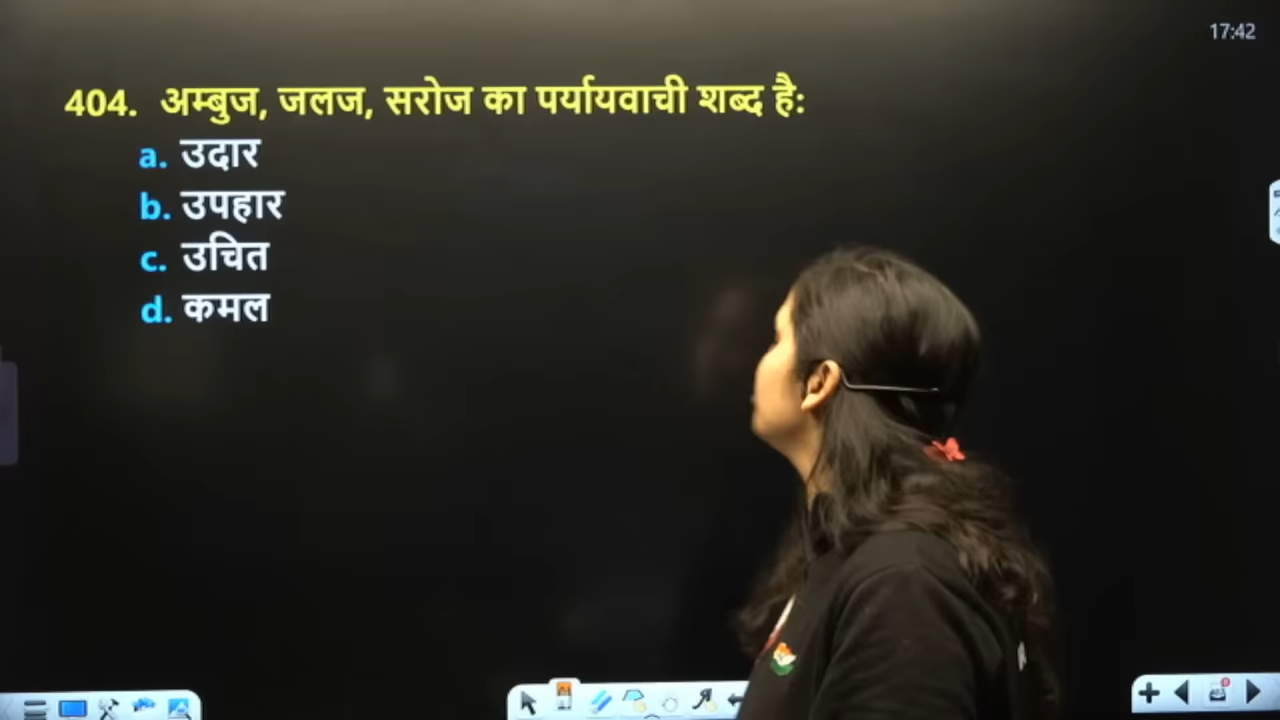 17:42
404. अम्बुज, जलज, सरोज का पर्यायवाची शब्द है:
a. उदार
b. उपहार
c. उचित
d. कमल